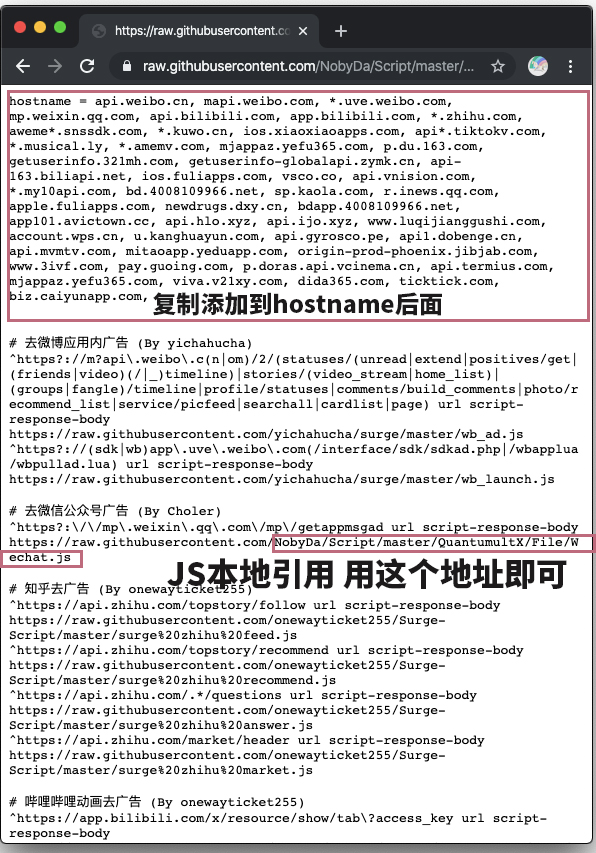 https://raw.githubusercontent.cc
raw.githubusercontent.com/NobyDa/Script/master/...
hostname = api.weibo.cn, mapi.weibo.com, *.uve.weibo.com,
mp.weixin.qq.com, api.bilibili.com, app.bilibili.com, *.zhihu.com,
aweme*.snssdk.com, *.kuwo.cn, ios.xiaoxiaoapps.com, api*.tiktokv.com,
*.musical.ly, *.amemv.com, mjappaz.yefu365.com, p.du.163.com,
getuserinfo.321mh.com, getuserinfo-globalapi.zymk.cn, api-
163.biliapi.net, ios.fuliapps.com, vsco.co, api.vnision.com,
*.my10api.com, bd.4008109966.net, sp.kaola.com, r.inews.qq.com,
apple.fuliapps.com, newdrugs.dxy.cn, bdapp.4008109966.net,
app101.avictown.cc, api.hlo.xyz, api.ijo.xyz, www.luqijianggushi.com,
account.wps.cn, u.kanghuayun.com, api.gyrosco.pe, api1.dobenge.cn,
api.mvmtv.com, mitaoapp.yeduapp.com, origin-prod-phoenix.jibjab.com,
www.3ivf.com, pay.guoing.com, p.doras.api.vcinema.cn, api.termius.com,
mjappaz.yefu365.com, viva.v21xy.com, dida365.com, ticktick.com,
biz.caiyunapp.com,
复制添加到hostname后面
# 去微博应用内广告 (By yichahucha)
^https?://m?api\.weibo\.c(n|om)/2/(statuses/(unread|extend|positives/get|
(friends|video)(/|_)timeline)|stories/(video_stream|home_list)|
(groups|fangle)/timeline|profile/statuses|comments/build_comments|photo/r
ecommend_list|service/picfeed|searchall|cardlist|page) url script-
response-body
https://raw.githubusercontent.com/yichahucha/surge/master/wb_ad.js
^https?://(sdk|wb)app\.uve\.weibo\.com(/interface/sdk/sdkad.php|/wbapplua
/wbpullad.lua) url script-response-body
https://raw.githubusercontent.com/yichahucha/surge/master/wb_launch.js
# 去微信公众号广告 (By Choler)
^https?:\/\/mp\.weixin\.qq\.com\/mp\/getappmsgad url script-response-body
https://raw.githubusercontent.com/NobyDa/Script/master/QuantumultX/File/W
echat.js
JS本地引用 用这个地址即可
# 知乎去广告 (By onewayticket255)
^https://api.zhihu.com/topstory/follow url script-response-body
https://raw.githubusercontent.com/onewayticket255/Surge-
Script/master/surge%20zhihu%20feed.js
^https://api.zhihu.com/topstory/recommend url script-response-body
https://raw.githubusercontent.com/onewayticket255/Surge-
Script/master/surge%20zhihu%20recommend.js
^https://api.zhihu.com/.*/questions url script-response-body
https://raw.githubusercontent.com/onewayticket255/Surge-
Script/master/surge%20zhihu%20answer.js
^https://api.zhihu.com/market/header url script-response-body
https://raw.githubusercontent.com/onewayticket255/Surge-
Script/master/surge%20zhihu%20market.js
# 哔哩哔哩动画去广告 (By onewayticket255)
^https://app.bilibili.com/x/resource/show/tab\?access_key url script-
response-body